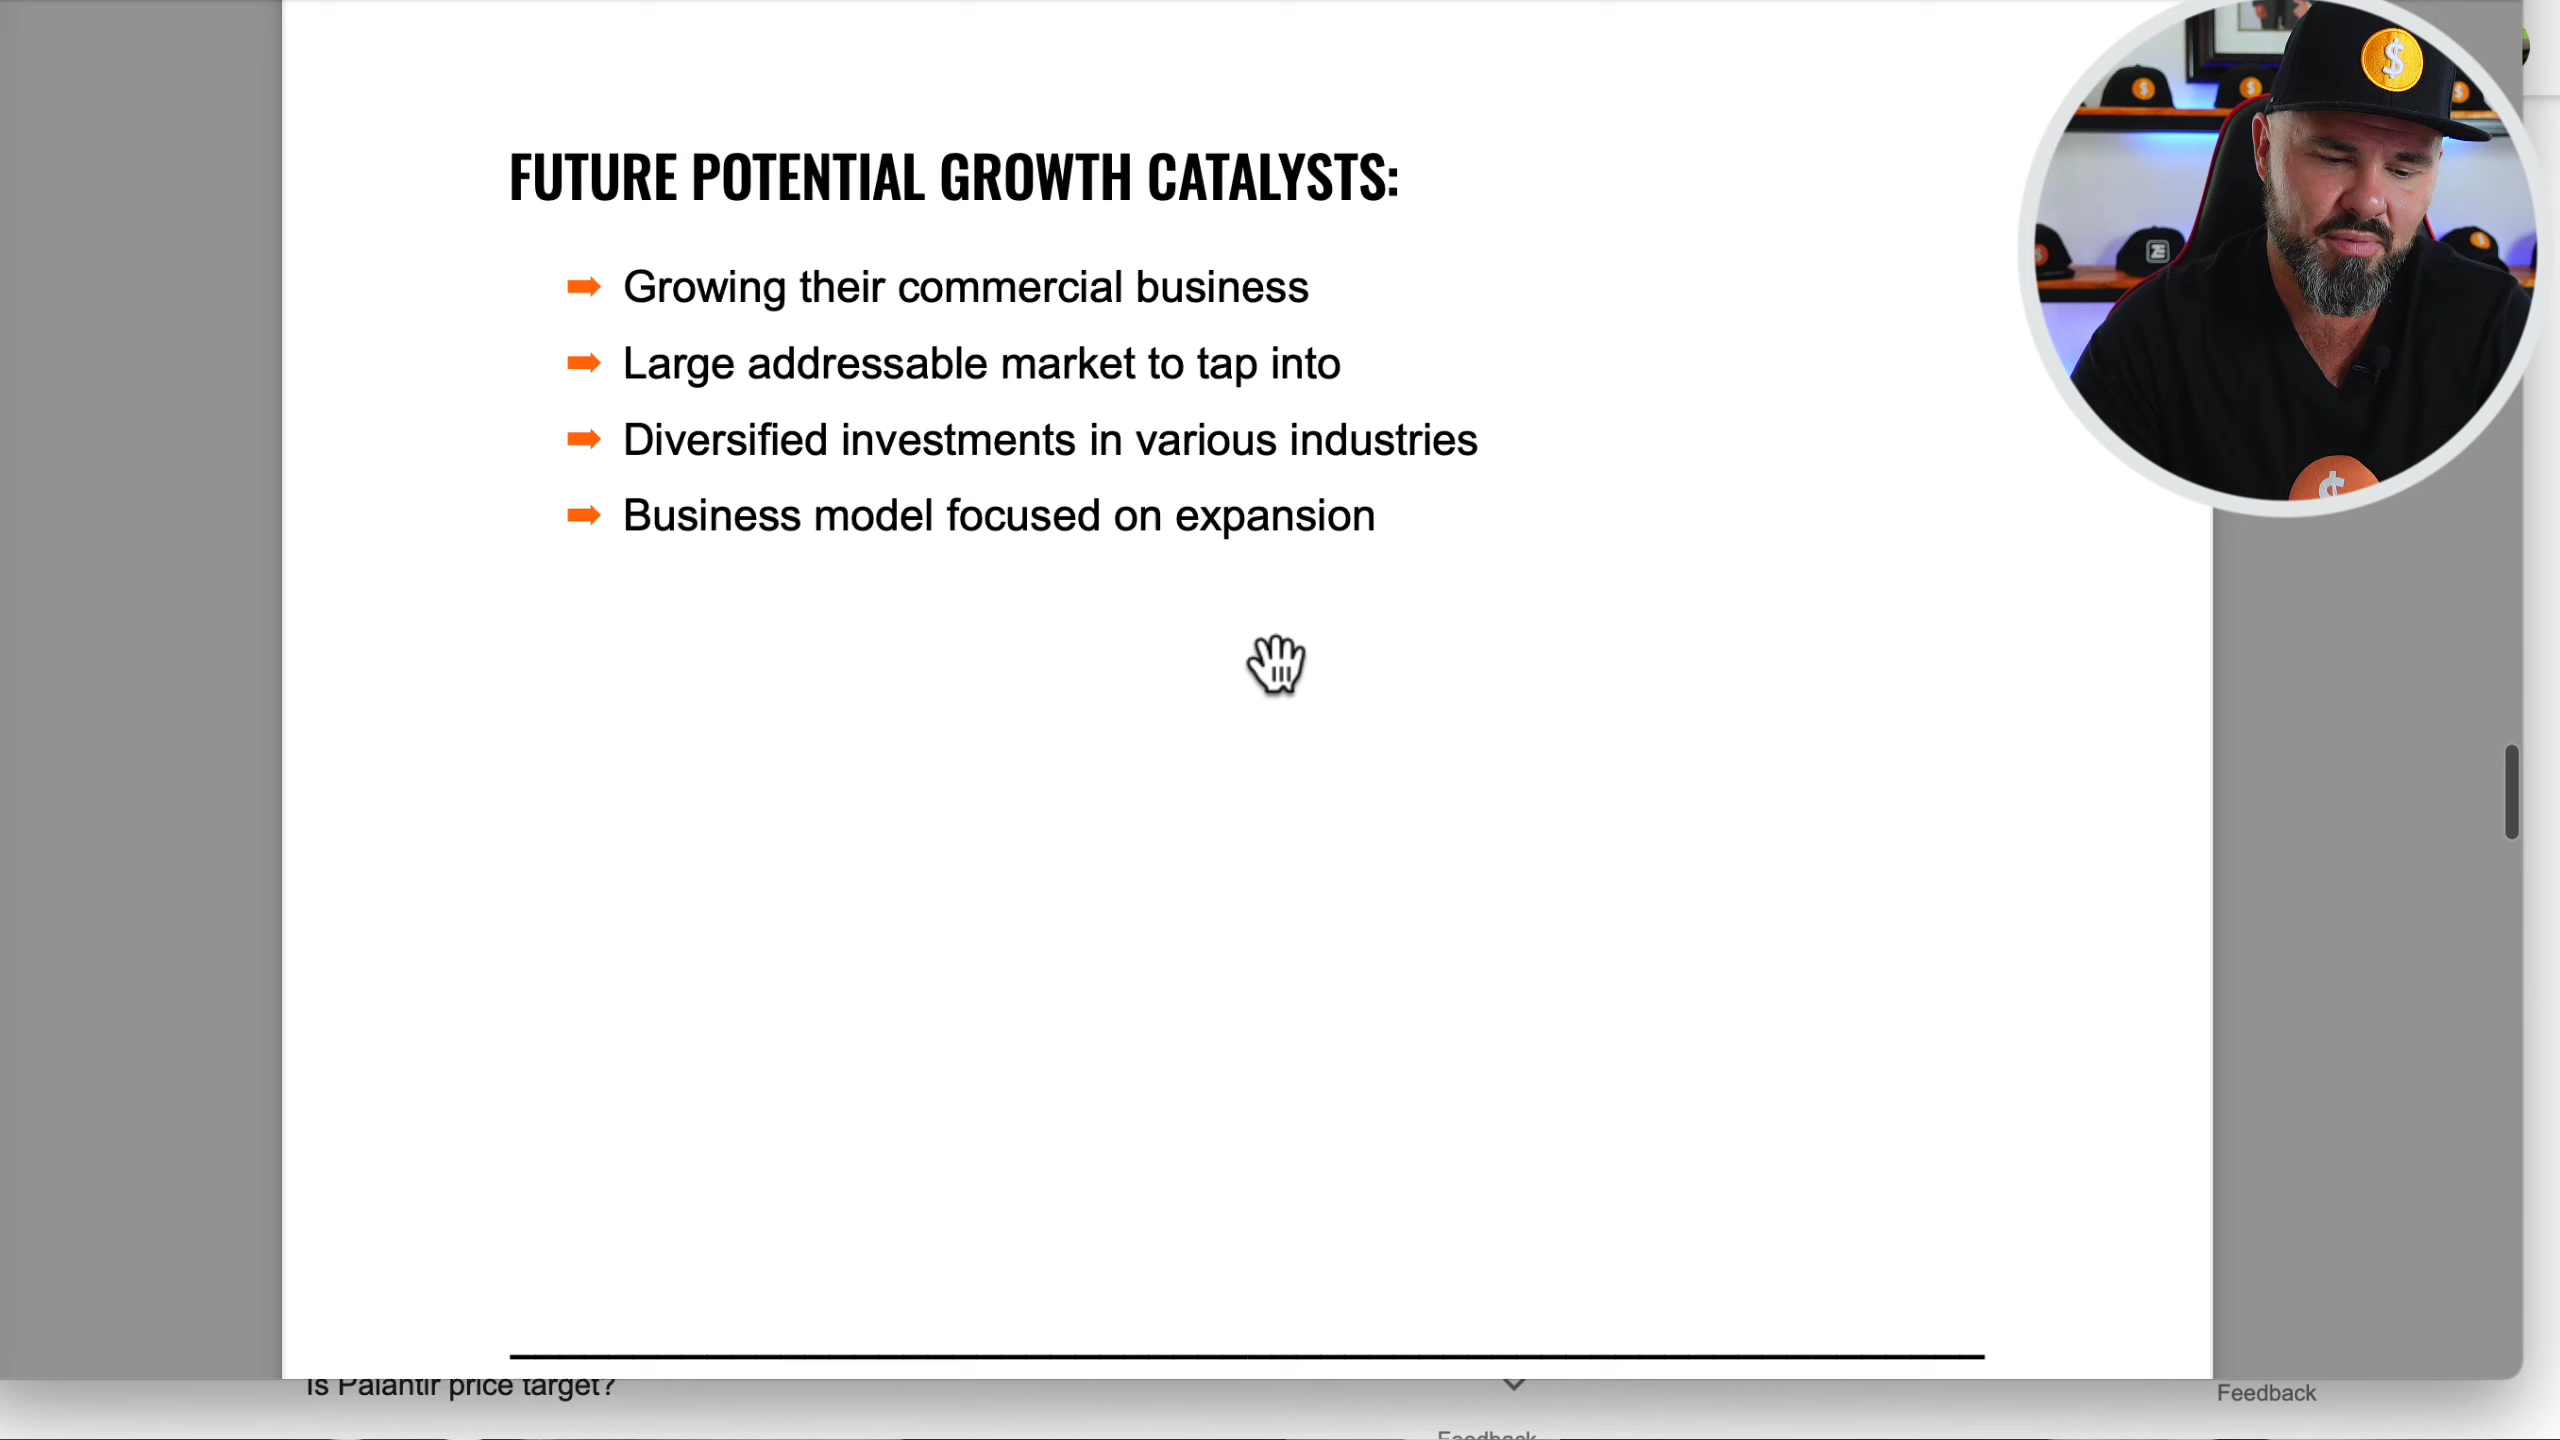 FUTURE POTENTIAL GROWTH CATALYSTS:
Growing their commercial business
Large addressable market to tap into
Diversified investments in various industries
Business model focused on expansion
Is Palantir price target?
Feedback
Feedback